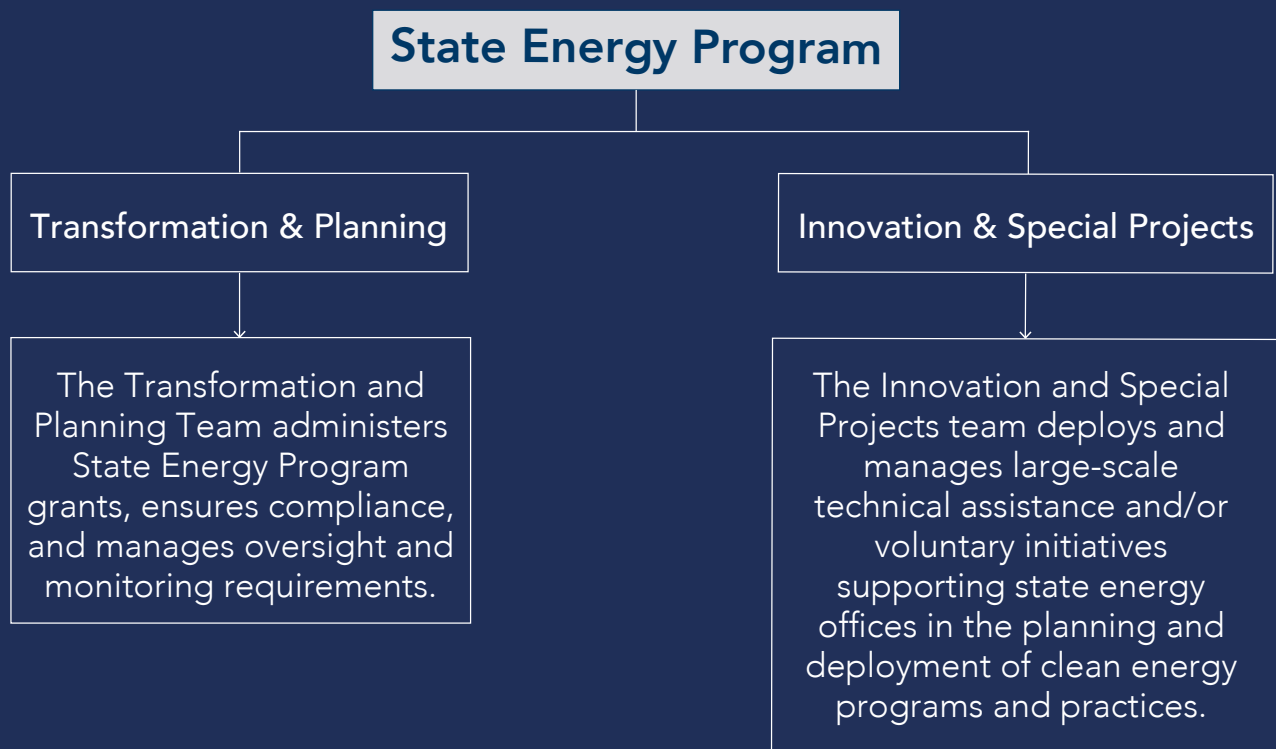 State Energy Program
Transformation & Planning
Innovation & Special Projects
The Transformation and
Planning Team administers
State Energy Program
grants, ensures compliance,
and manages oversight and
monitoring requirements.
The Innovation and Special
Projects team deploys and
manages large-scale
technical assistance and/or
voluntary initiatives
supporting state energy
offices in the planning and
deployment of clean energy
programs and practices.